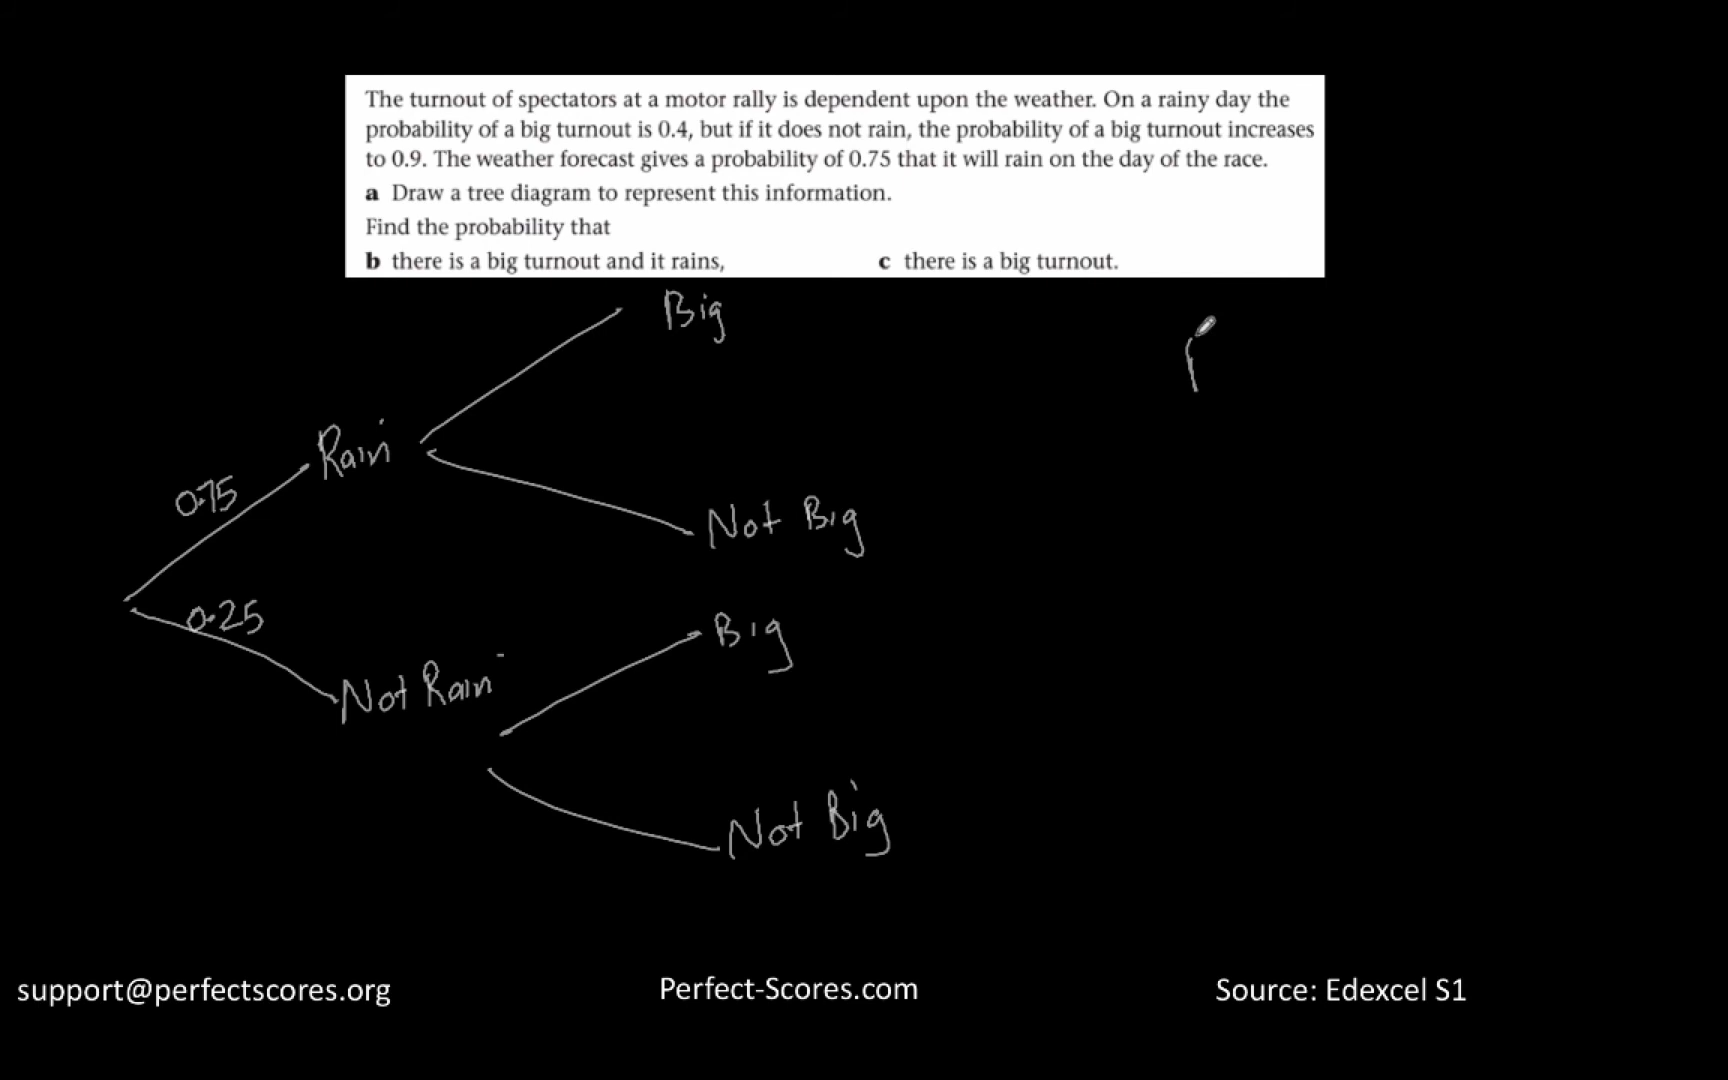 The turnout of spectators at a motor rally is dependent upon the weather. On a rainy day the
probability of a big turnout is 0.4, but if it does not rain, the probability of a big turnout increases
to 0.9. The weather forecast gives a probability of 0.75 that it will rain on the day of the race.
a Draw a tree diagram to represent this information.
Find the probability that
b there is a big turnout and it rains,
c there is a big turnout.
Big
Rain
0.75
Not Big
0.25
Big
Not Rain
Not Big
support@perfectscores.org
Perfect-Scores.com
Source: Edexcel S1